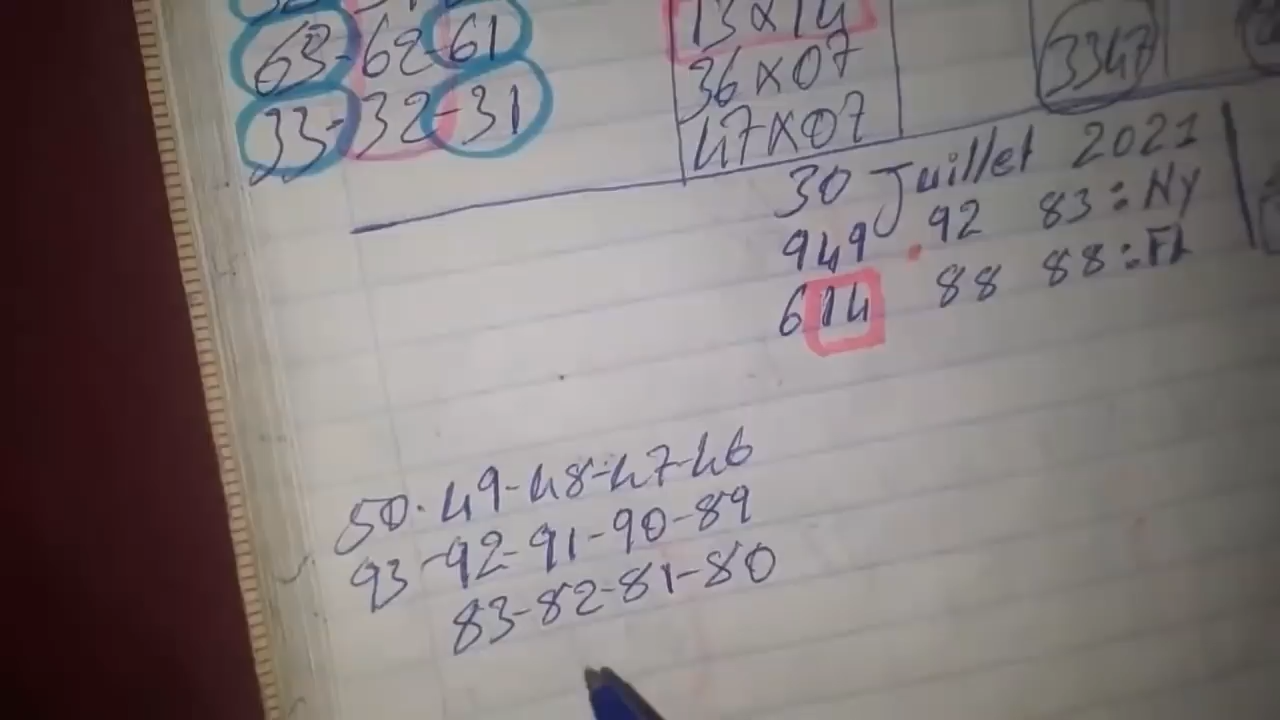 63-62-61
33-32-31
13x14
36x07
47x07
3347
30 Juillet 2021
949 . 92 83 : Ny
614 88 88 : FL
50.49-48-47-46
93-92-91-90-89
83-82-81-80